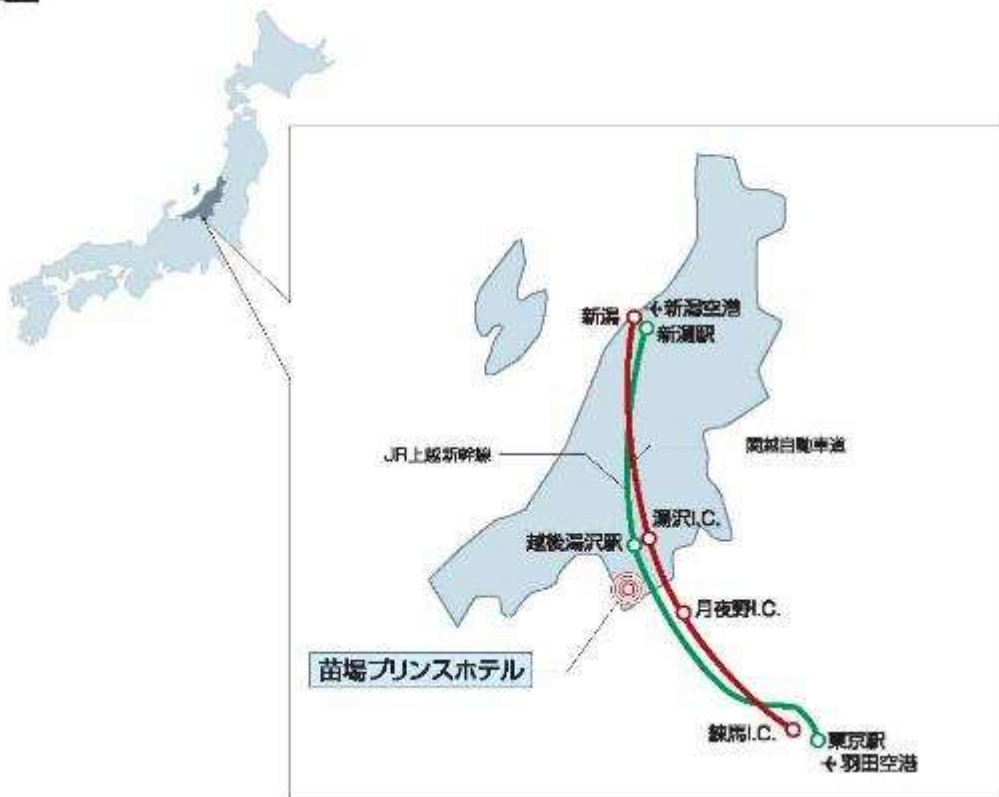 新潟
新潟空港
新潟駅
JR上越新幹線
関越自動車道
湯沢I.C.
越後湯沢駅
月夜野I.C.
苗場プリンスホテル
練馬I.C.
東京駅
羽田空港